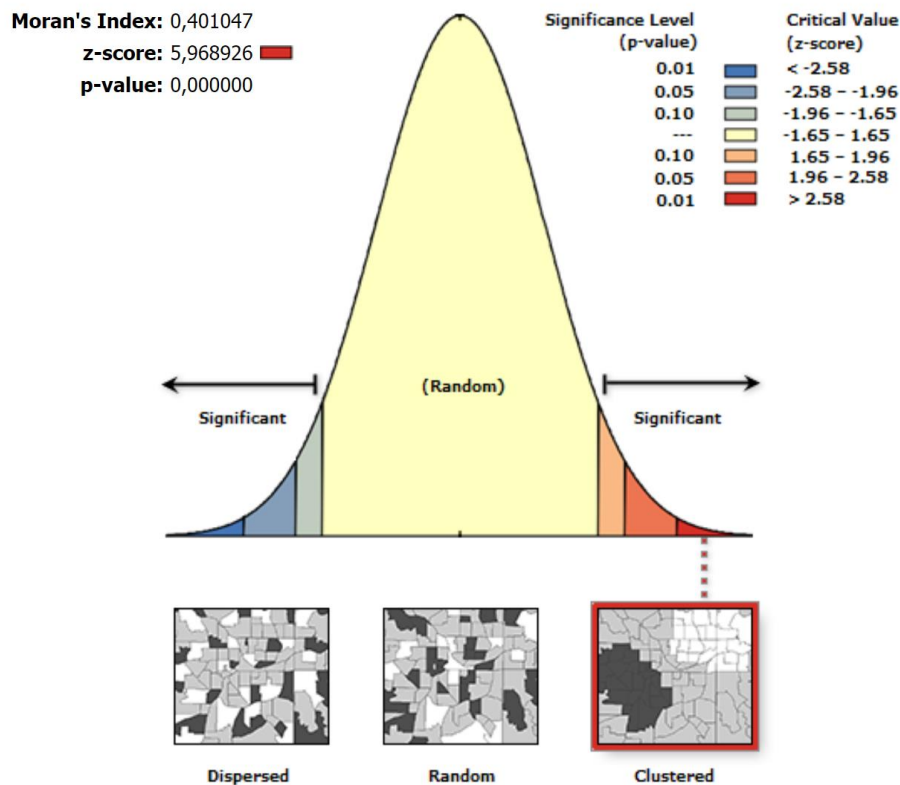 Moran's Index: 0,401047
z-score: 5,968926
p-value: 0,000000
Significance Level
(p-value)
Critical Value
(z-score)
0.01 < -2.58
0.05 -2.58 – -1.96
0.10 -1.96 – -1.65
--- -1.65 – 1.65
0.10 1.65 – 1.96
0.05 1.96 – 2.58
0.01 > 2.58
(Random)
Significant
Significant
Dispersed
Random
Clustered